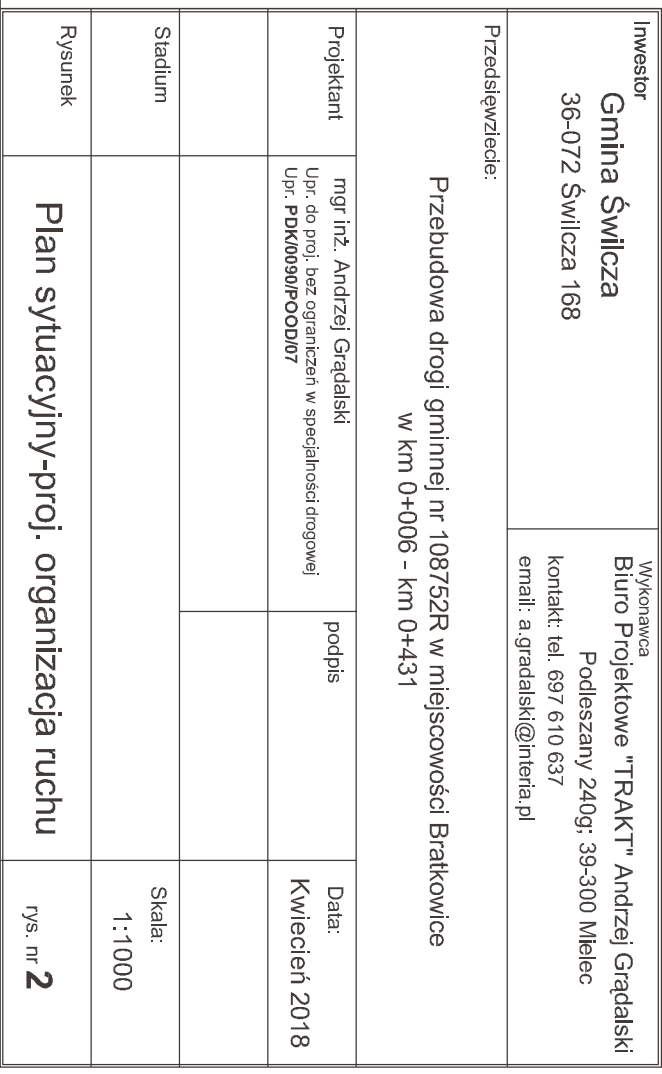 Inwestor
Gmina Świlcza
36-072 Świlcza 168
Wykonawca
Biuro Projektowe "TRAKT" Andrzej Grądalski
Podleszany 240g; 39-300 Mielec
kontakt: tel. 697 610 637
email: a.gradalski@interia.pl
Przedsięwziecie:
Przebudowa drogi gminnej nr 108752R w miejscowości Bratkowice
w km 0+006 - km 0+431
Projektant
mgr inż. Andrzej Grądalski
Upr. do proj. bez ograniczeń w specjalności drogowej
Upr. PDK/0090/POOD/07
podpis
Data:
Kwiecień 2018
Stadium
Skala:
1:1000
Rysunek
Plan sytuacyjny-proj. organizacja ruchu
rys. nr 2